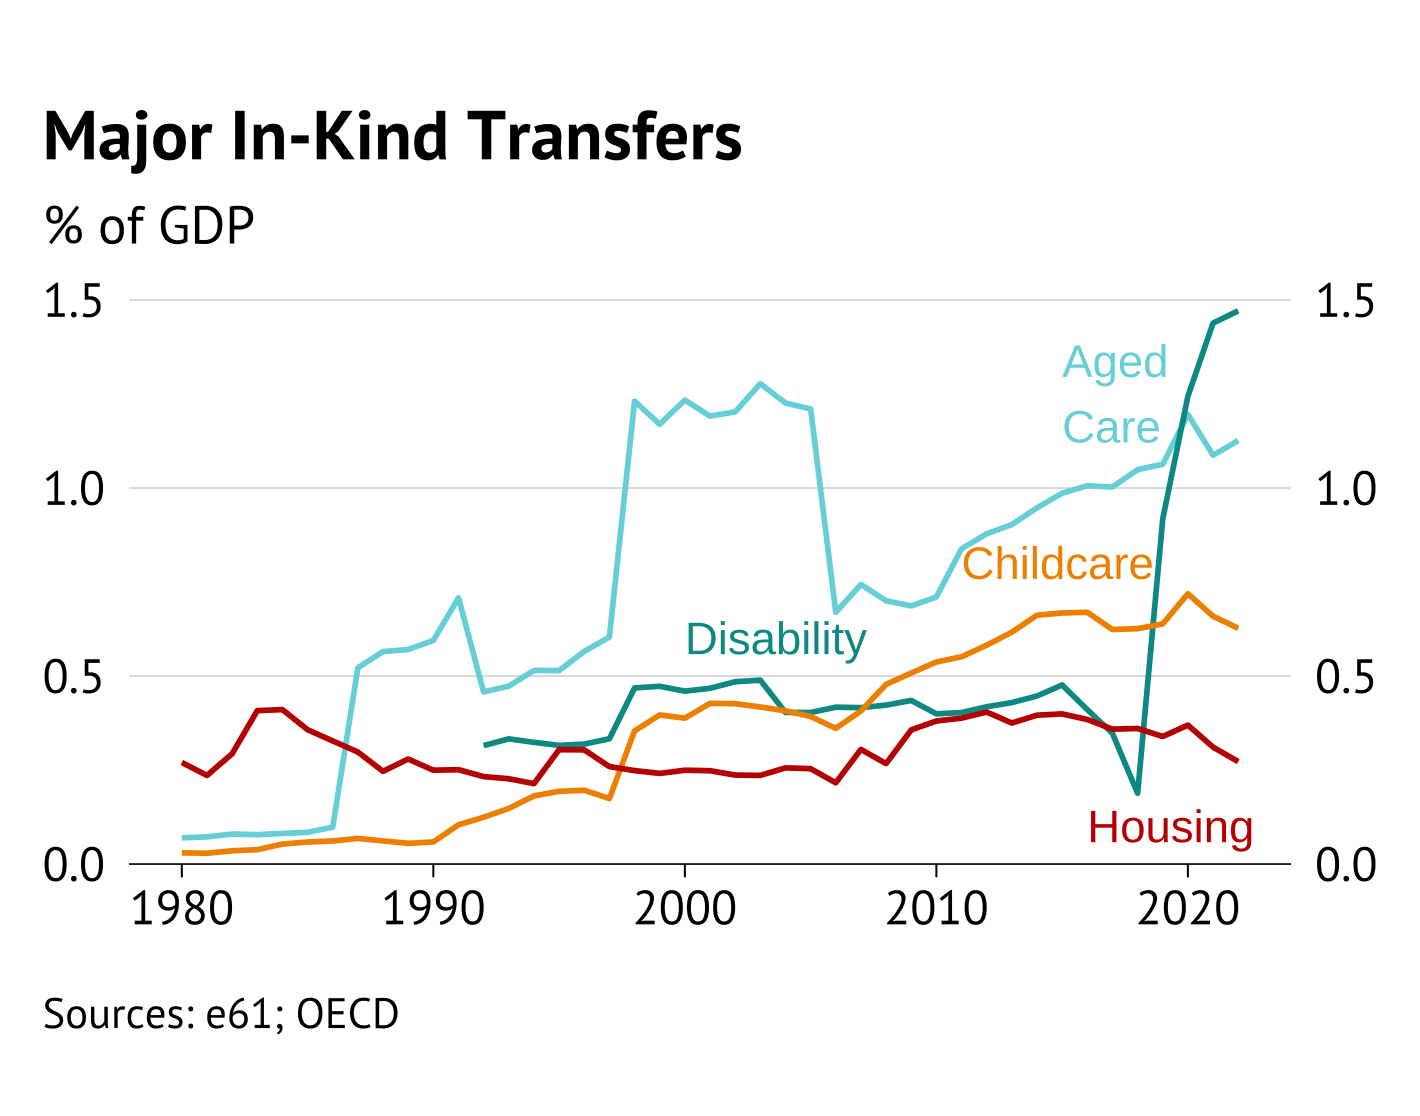 Major In-Kind Transfers
% of GDP
1.5 1.5
Aged
Care
1.0 1.0
Childcare
Disability
0.5 0.5
Housing
0.0 0.0
1980 1990 2000 2010 2020
Sources: e61; OECD